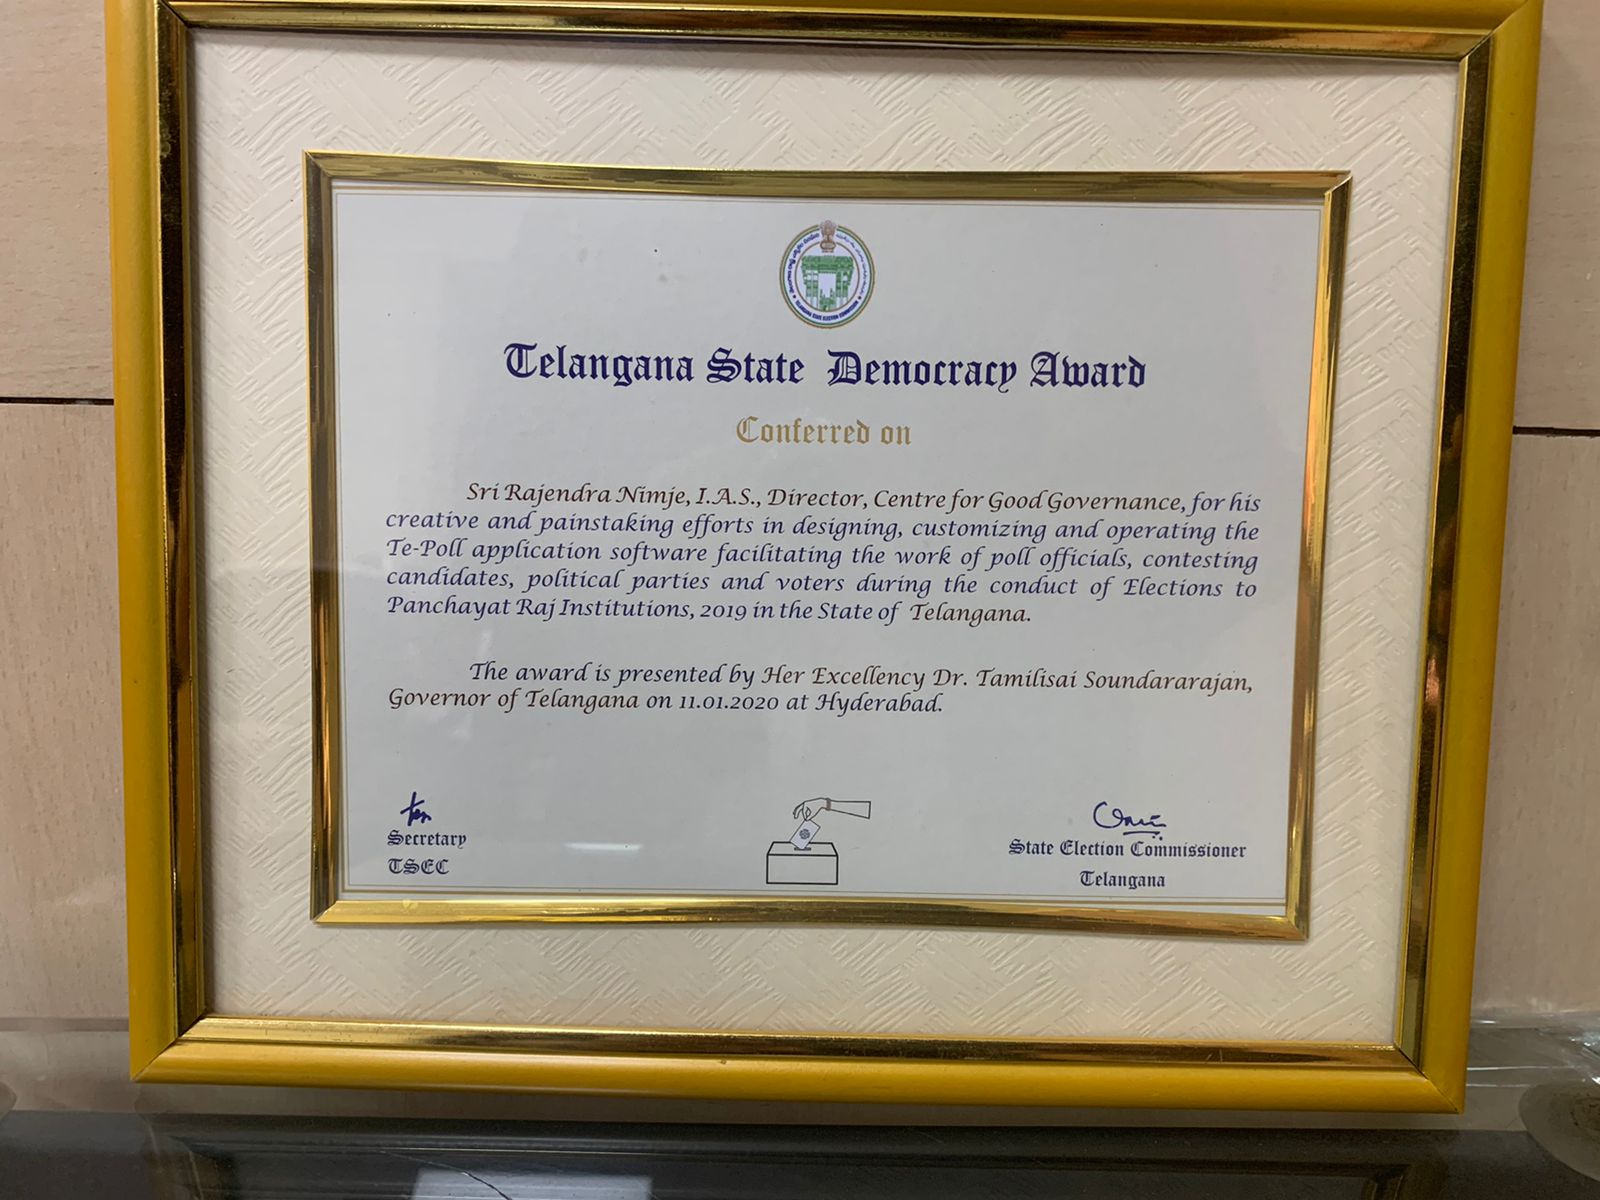 TELANGANA STATE ELECTION COMMISSION
Telangana State Democracy Award
Conferred on
Sri Rajendra Nimje, I.A.S., Director, Centre for Good Governance, for his
creative and painstaking efforts in designing, customizing and operating the
Te-Poll application software facilitating the work of poll officials, contesting
candidates, political parties and voters during the conduct of Elections to
Panchayat Raj Institutions, 2019 in the State of Telangana.
The award is presented by Her Excellency Dr. Tamilisai Soundararajan,
Governor of Telangana on 11.01.2020 at Hyderabad.
Secretary
TSEC
State Election Commissioner
Telangana